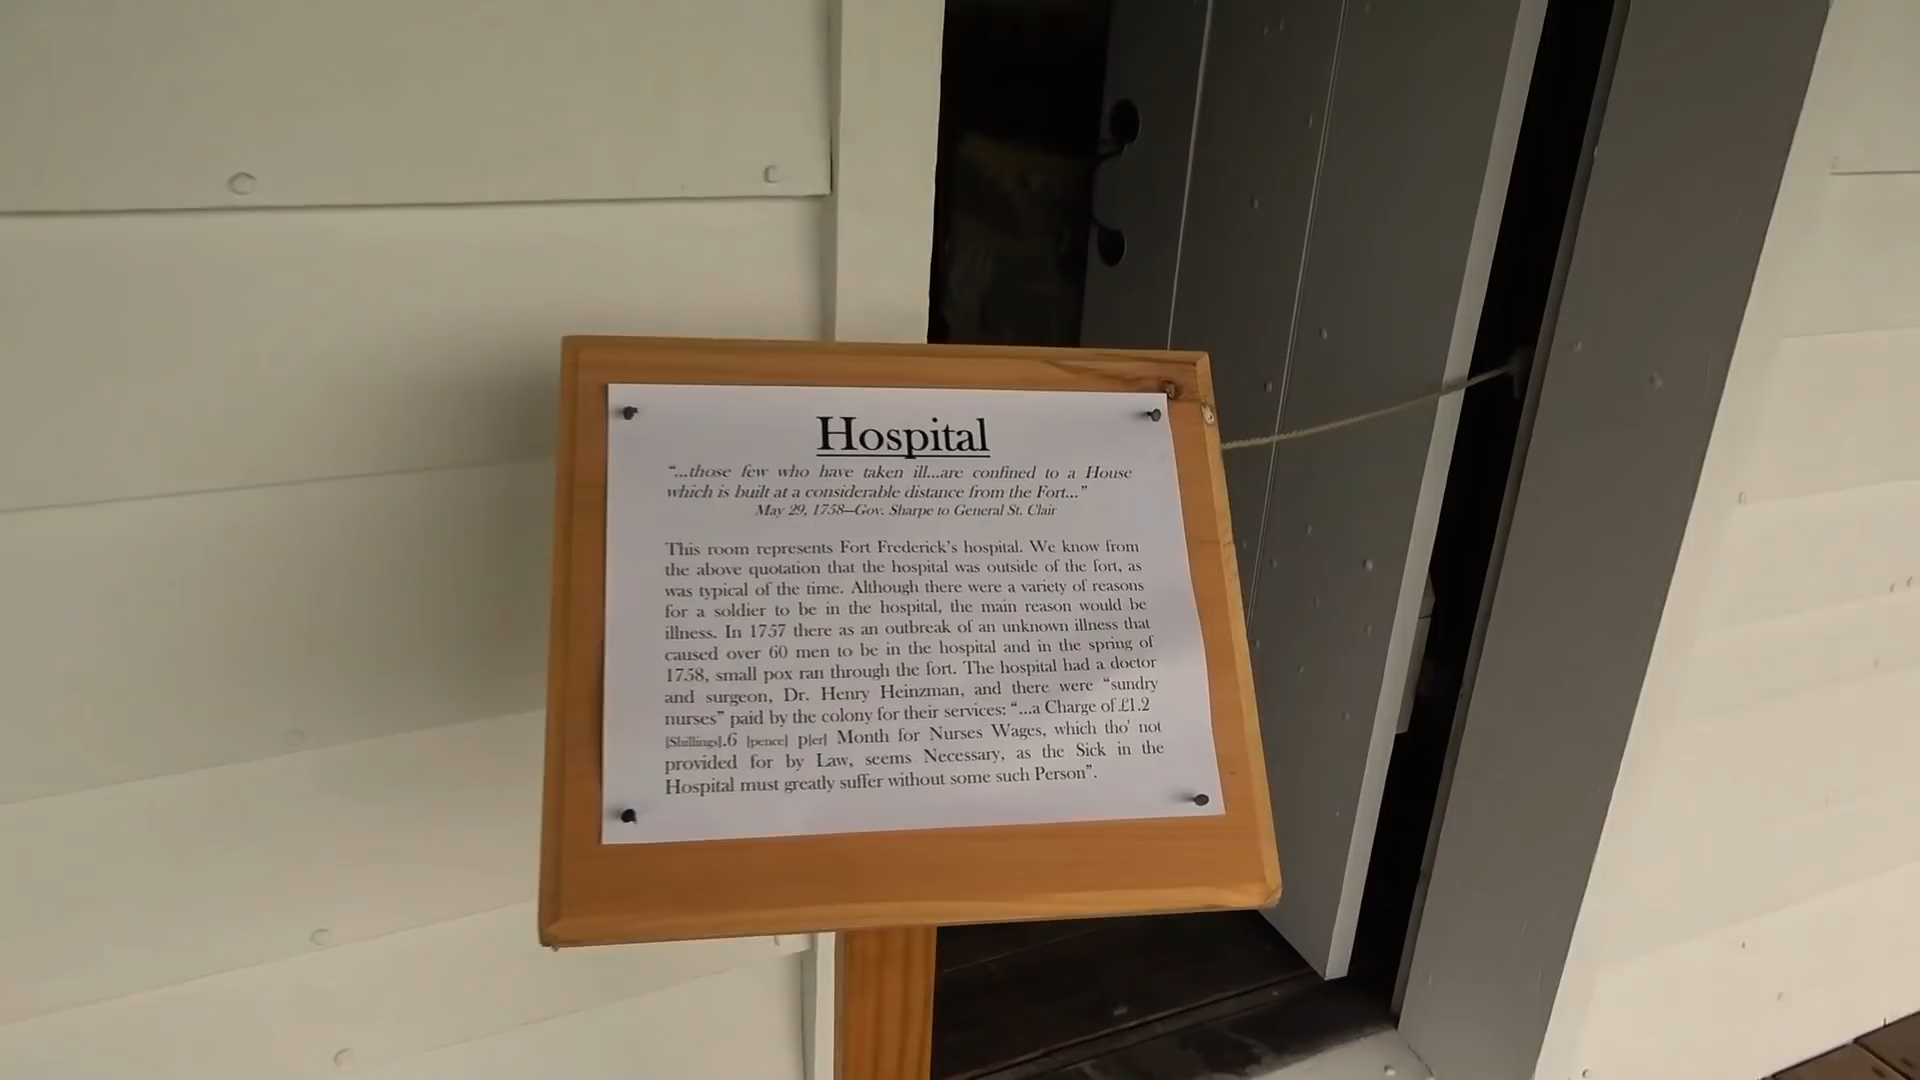 Hospital
“...those few who have taken ill...are confined to a House
which is built at a considerable distance from the Fort...”
May 29, 1758—Gov. Sharpe to General St. Clair
This room represents Fort Frederick’s hospital. We know from
the above quotation that the hospital was outside of the fort, as
was typical of the time. Although there were a variety of reasons
for a soldier to be in the hospital, the main reason would be
illness. In 1757 there as an outbreak of an unknown illness that
caused over 60 men to be in the hospital and in the spring of
1758, small pox ran through the fort. The hospital had a doctor
and surgeon, Dr. Henry Heinzman, and there were “sundry
nurses” paid by the colony for their services: “...a Charge of £1.2
[Shillings].6 [pence] p[er] Month for Nurses Wages, which tho' not
provided for by Law, seems Necessary, as the Sick in the
Hospital must greatly suffer without some such Person”.